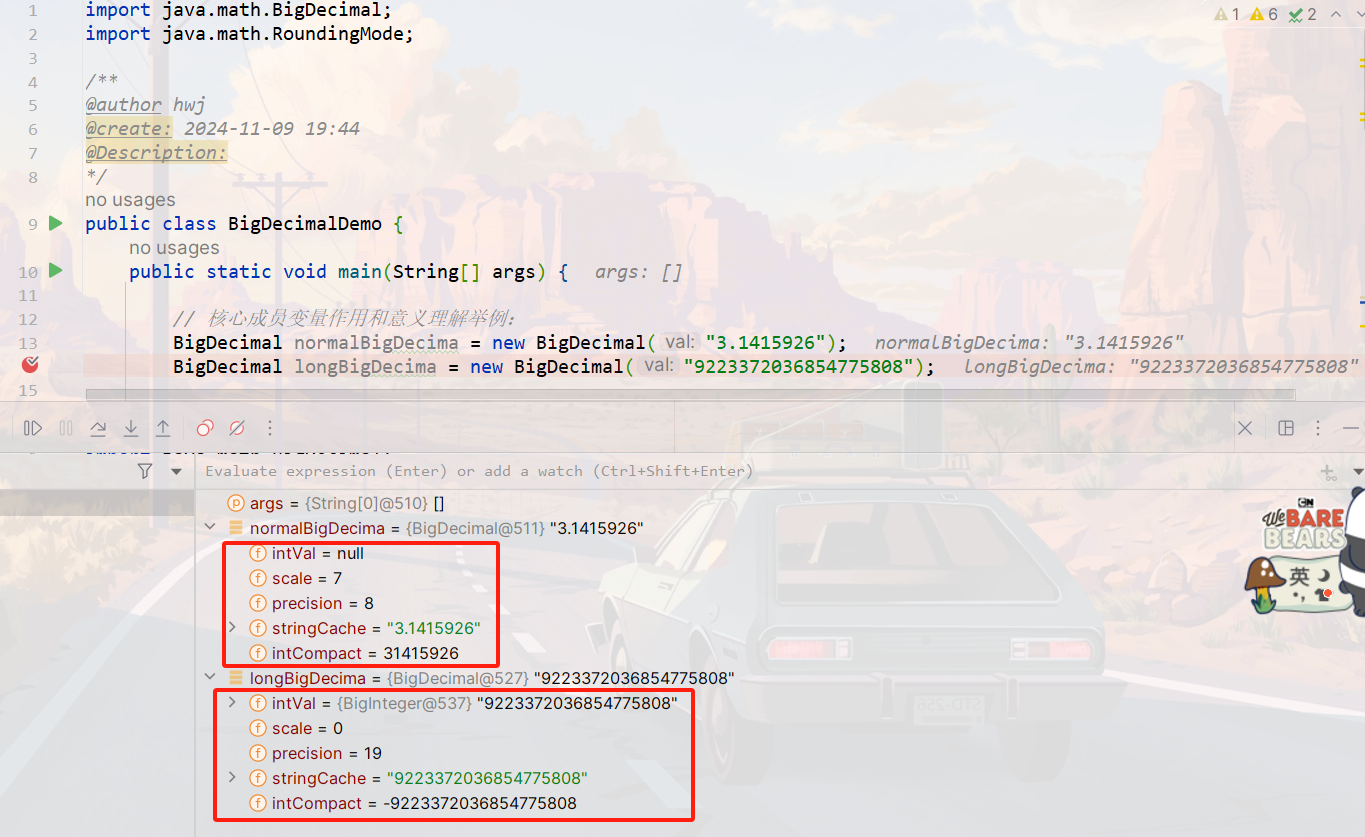 1 import java.math.BigDecimal;
2 import java.math.RoundingMode;
3
4 /**
5 @author hwj
6 @create: 2024-11-09 19:44
7 @Description:
8 */
no usages
9 public class BigDecimalDemo {
no usages
10 public static void main(String[] args) { args: []
11
12 // 核心成员变量作用和意义理解举例:
13 BigDecimal normalBigDecima = new BigDecimal( val: "3.1415926"); normalBigDecima: "3.1415926"
BigDecimal longBigDecima = new BigDecimal( val: "9223372036854775808"); longBigDecima: "9223372036854775808"
15
1 6 2
Evaluate expression (Enter) or add a watch (Ctrl+Shift+Enter)
args = {String[0]@510} []
normalBigDecima = {BigDecimal@511} "3.1415926"
intVal = null
scale = 7
precision = 8
stringCache = "3.1415926"
intCompact = 31415926
longBigDecima = {BigDecimal@527} "9223372036854775808"
intVal = {BigInteger@537} "9223372036854775808"
scale = 0
precision = 19
stringCache = "9223372036854775808"
intCompact = -9223372036854775808
CN
We BARE
BEARS
英